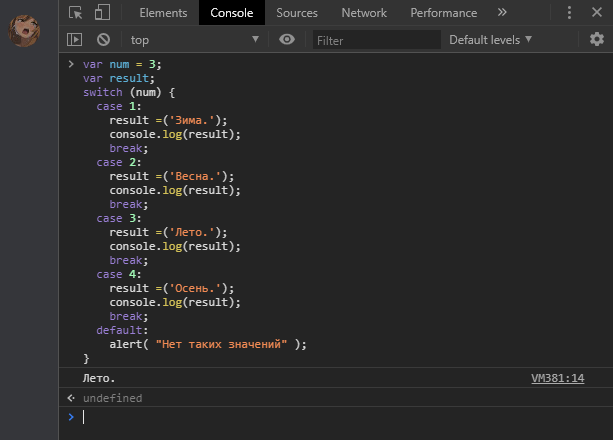 Elements Console Sources Network Performance »
top Filter Default levels
var num = 3;
var result;
switch (num) {
case 1:
result =('Зима.');
console.log(result);
break;
case 2:
result =('Весна.');
console.log(result);
break;
case 3:
result =('Лето.');
console.log(result);
break;
case 4:
result =('Осень.');
console.log(result);
break;
default:
alert( "Нет таких значений" );
}
Лето. VM381:14
undefined